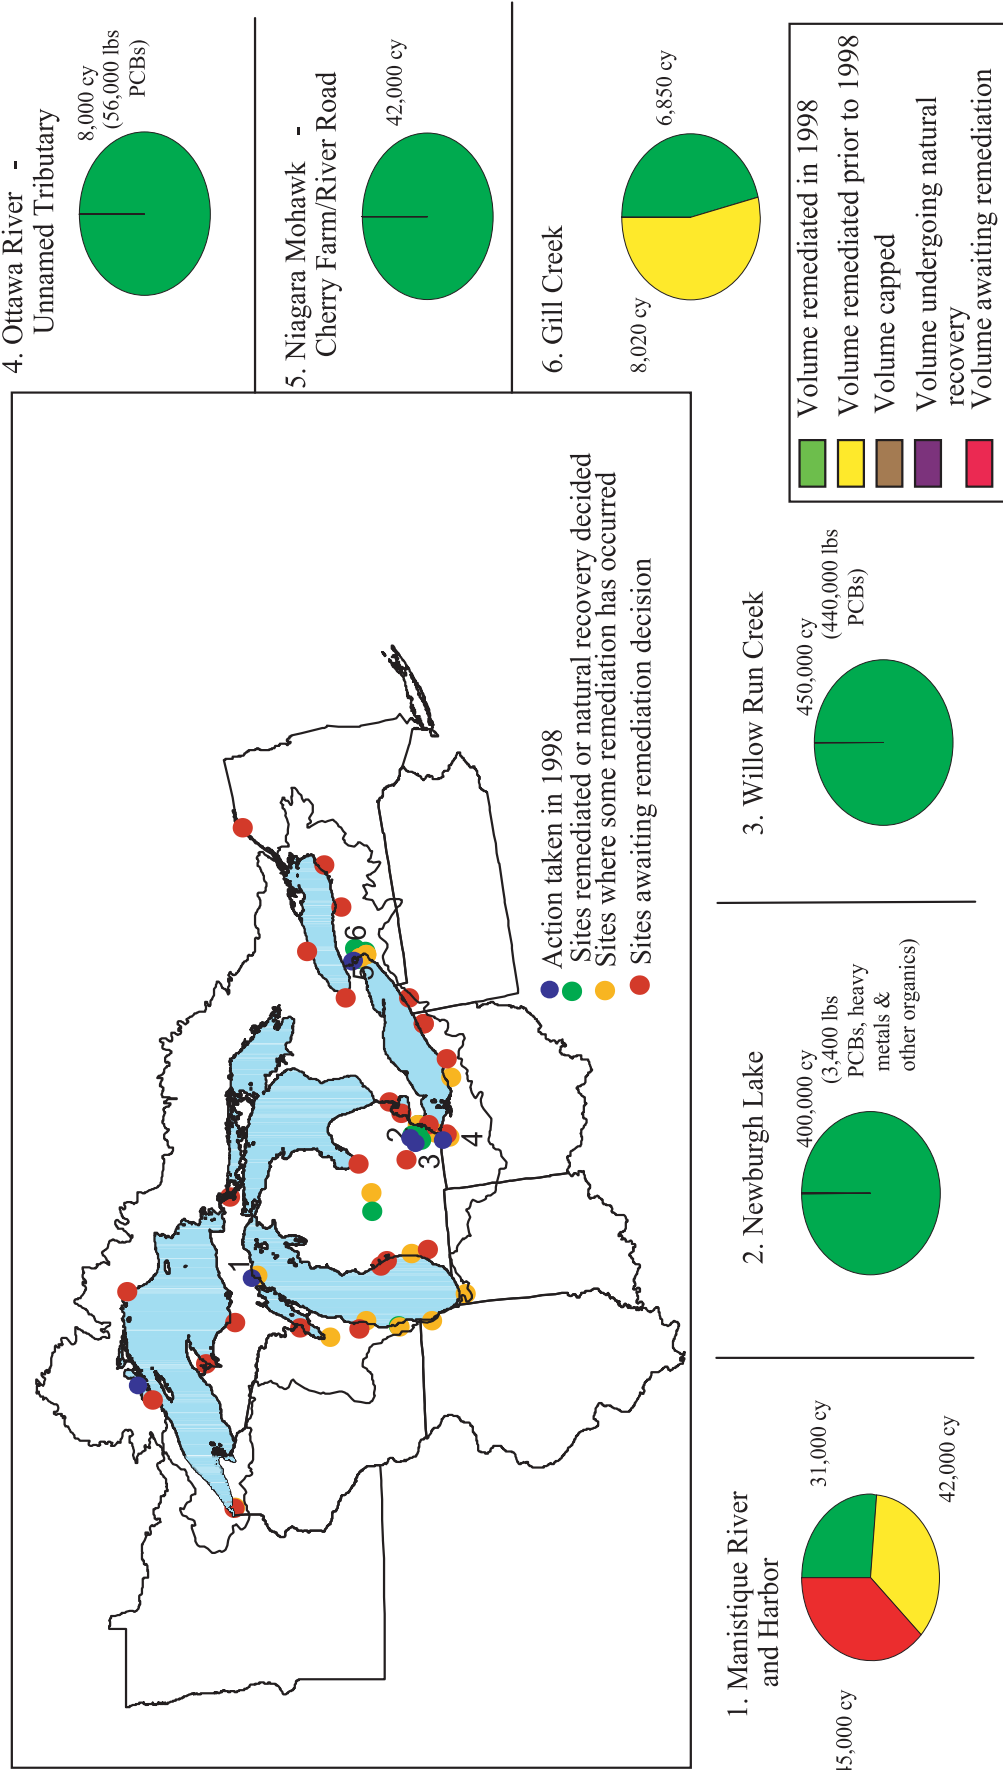 4. Ottawa River -
Unnamed Tributary
8,000 cy
(56,000 lbs
PCBs)
5. Niagara Mohawk -
Cherry Farm/River Road
42,000 cy
6. Gill Creek
6,850 cy
8,020 cy
1
2
3
4
5
6
Action taken in 1998
Sites remediated or natural recovery decided
Sites where some remediation has occurred
Sites awaiting remediation decision
1. Manistique River
and Harbor
31,000 cy
42,000 cy
45,000 cy
2. Newburgh Lake
400,000 cy
(3,400 lbs
PCBs, heavy
metals &
other organics)
3. Willow Run Creek
450,000 cy
(440,000 lbs
PCBs)
Volume remediated in 1998
Volume remediated prior to 1998
Volume capped
Volume undergoing natural
recovery
Volume awaiting remediation